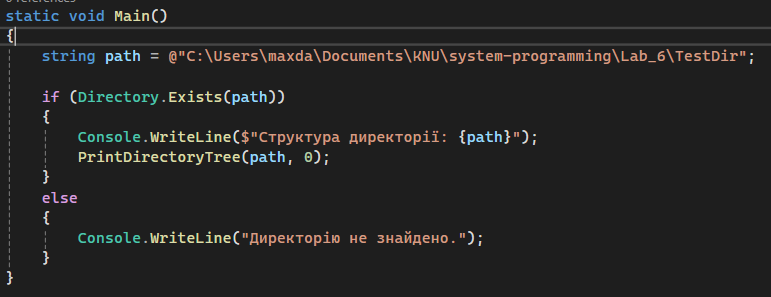 static void Main()
{
    string path = @"C:\Users\maxda\Documents\KNU\system-programming\Lab_6\TestDir";

    if (Directory.Exists(path))
    {
        Console.WriteLine($"Структура директорії: {path}");
        PrintDirectoryTree(path, 0);
    }
    else
    {
        Console.WriteLine("Директорію не знайдено.");
    }
}